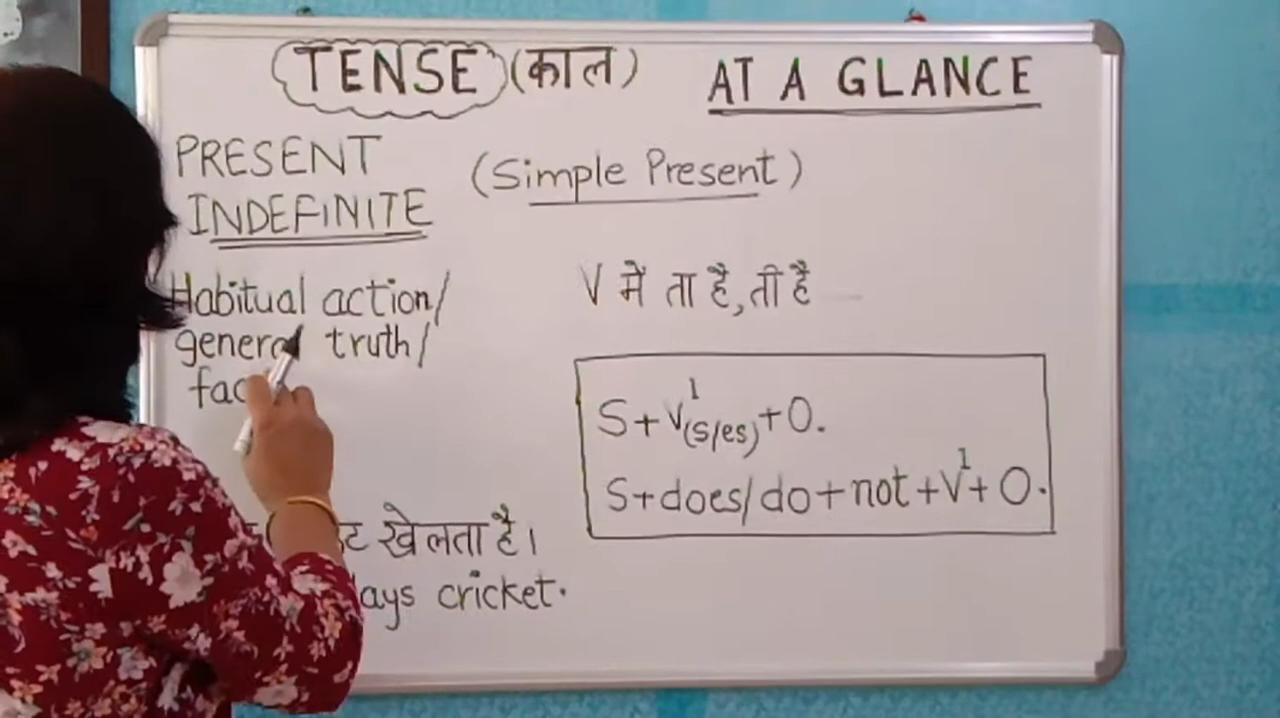 TENSE (काल) AT A GLANCE
PRESENT
INDEFINITE
(Simple Present)
Habitual action/
general truth/
V में ता है, ती है
S+V¹(s/es)+O.
S+does/do+not+V¹+O.
खेलता है।
cricket.